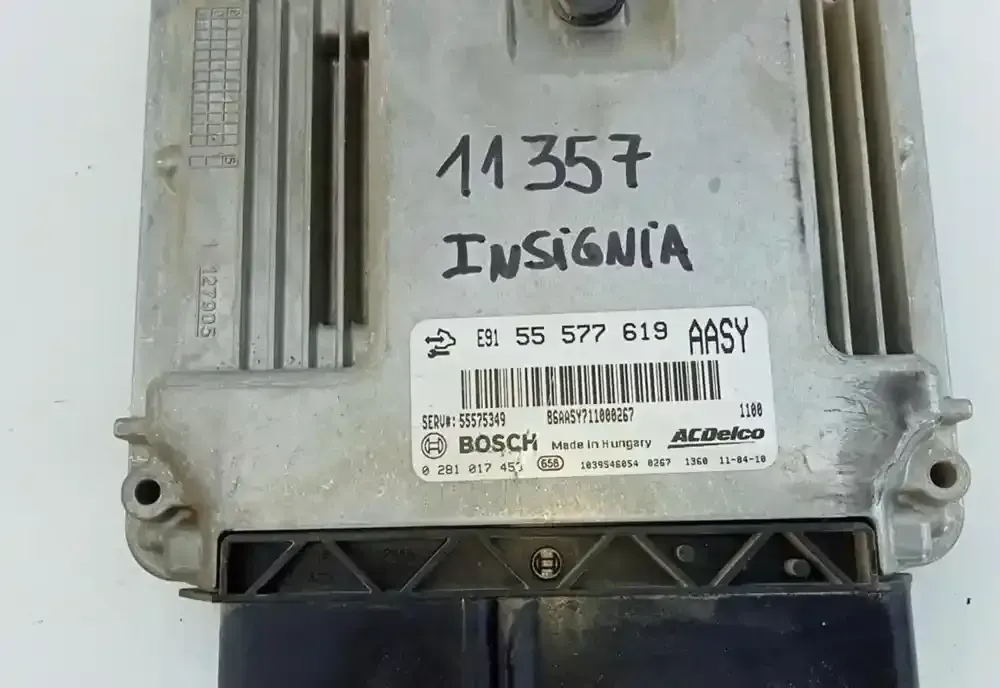 11357
INSIGNIA
127905
E91 55 577 619 AASY
SERV#: 55575349 86AASY711000267 1100
BOSCH Made in Hungary ACDelco
0 281 017 453 658 1039S46054 0267 1360 11-04-10